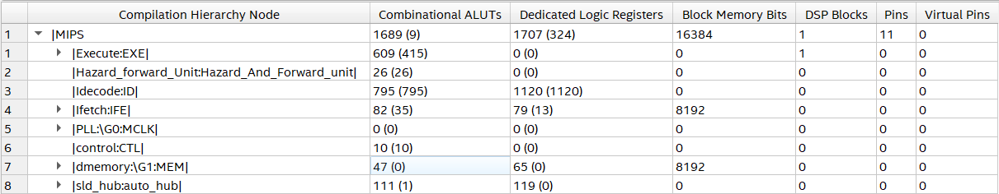 Compilation Hierarchy Node Combinational ALUTs Dedicated Logic Registers Block Memory Bits DSP Blocks Pins Virtual Pins
1 |MIPS 1689 (9) 1707 (324) 16384 1 11 0
1 |Execute:EXE| 609 (415) 0 (0) 0 1 0 0
2 |Hazard_forward_Unit:Hazard_And_Forward_unit| 26 (26) 0 (0) 0 0 0 0
3 |Idecode:ID| 795 (795) 1120 (1120) 0 0 0 0
4 |Ifetch:IFE| 82 (35) 79 (13) 8192 0 0 0
5 |PLL:\G0:MCLK| 0 (0) 0 (0) 0 0 0 0
6 |control:CTL| 10 (10) 0 (0) 0 0 0 0
7 |dmemory:\G1:MEM| 47 (0) 65 (0) 8192 0 0 0
8 |sld_hub:auto_hub| 111 (1) 119 (0) 0 0 0 0